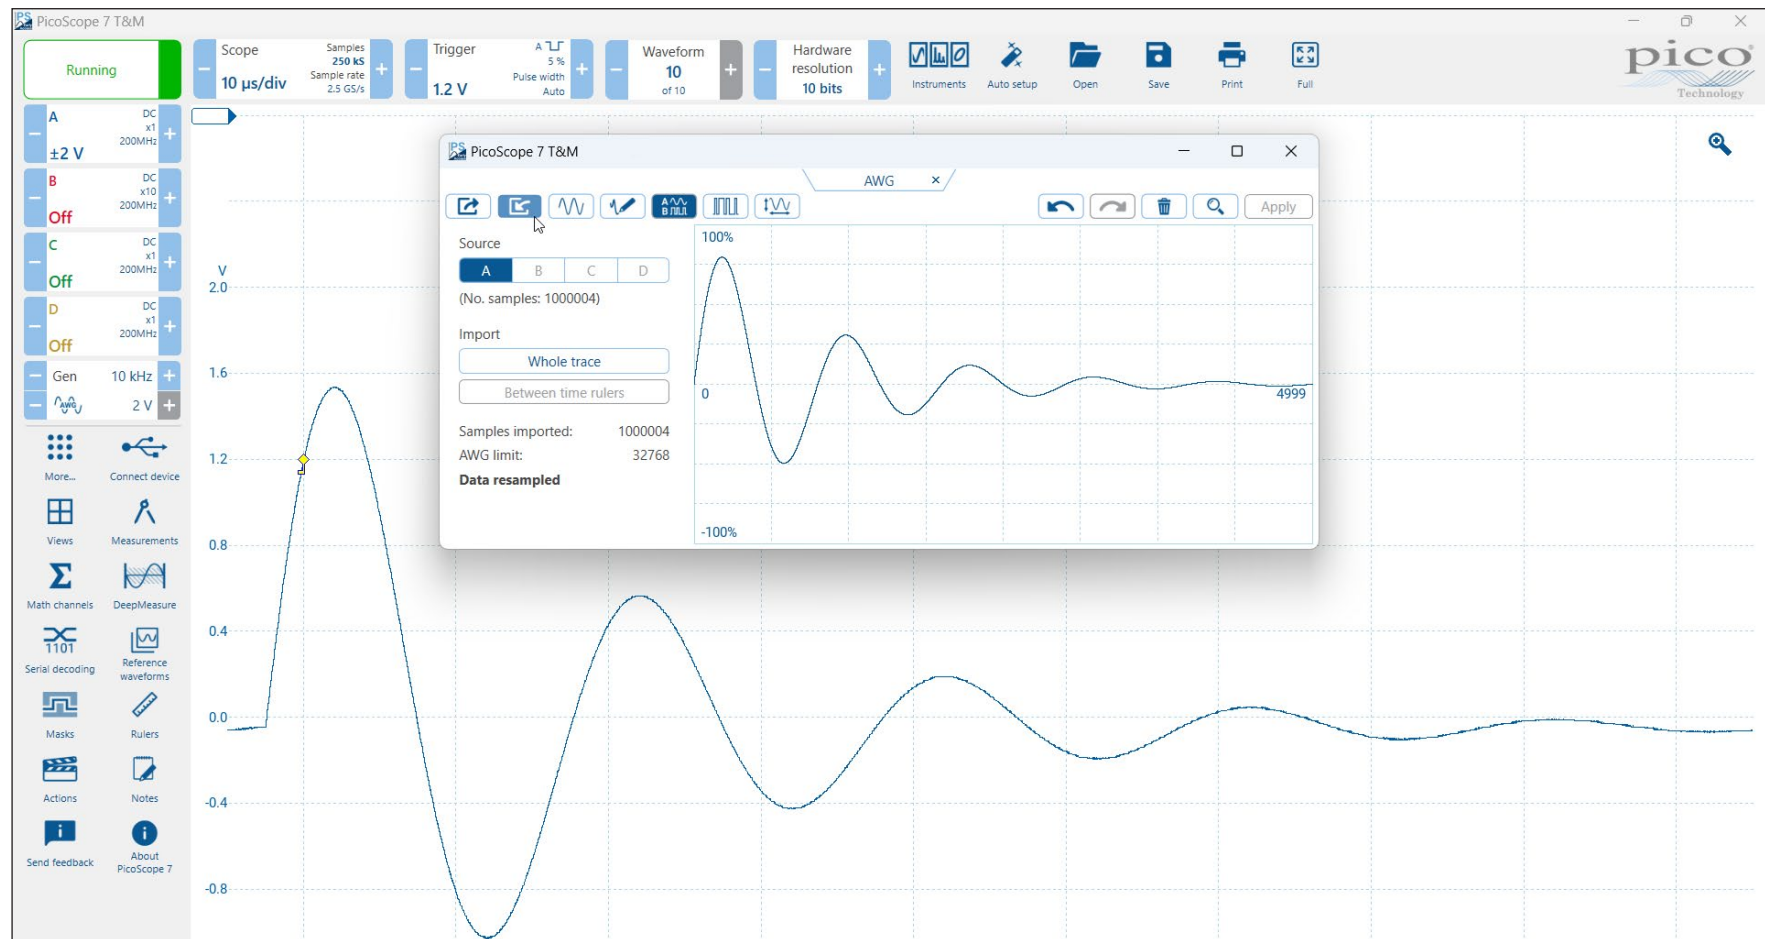 PicoScope 7 T&M
Running
Scope
10 µs/div
Samples
250 kS
Sample rate
2.5 GS/s
Trigger
1.2 V
A
5 %
Pulse width
Auto
Waveform
10
of 10
Hardware
resolution
10 bits
Instruments
Auto setup
Open
Save
Print
Full
pico
Technology
A
±2 V
DC
x1
200MHz
B
Off
DC
x10
200MHz
C
Off
DC
x1
200MHz
D
Off
DC
x1
200MHz
Gen
10 kHz
AWG
2 V
More...
Connect device
Views
Measurements
Math channels
DeepMeasure
1101
Serial decoding
Reference
waveforms
Masks
Rulers
Actions
Notes
Send feedback
About
PicoScope 7
V
2.0
1.6
1.2
0.8
0.4
0.0
-0.4
-0.8
PicoScope 7 T&M
AWG
A
B
Apply
Source
A B C D
(No. samples: 1000004)
Import
Whole trace
Between time rulers
Samples imported: 1000004
AWG limit: 32768
Data resampled
100%
0
4999
-100%